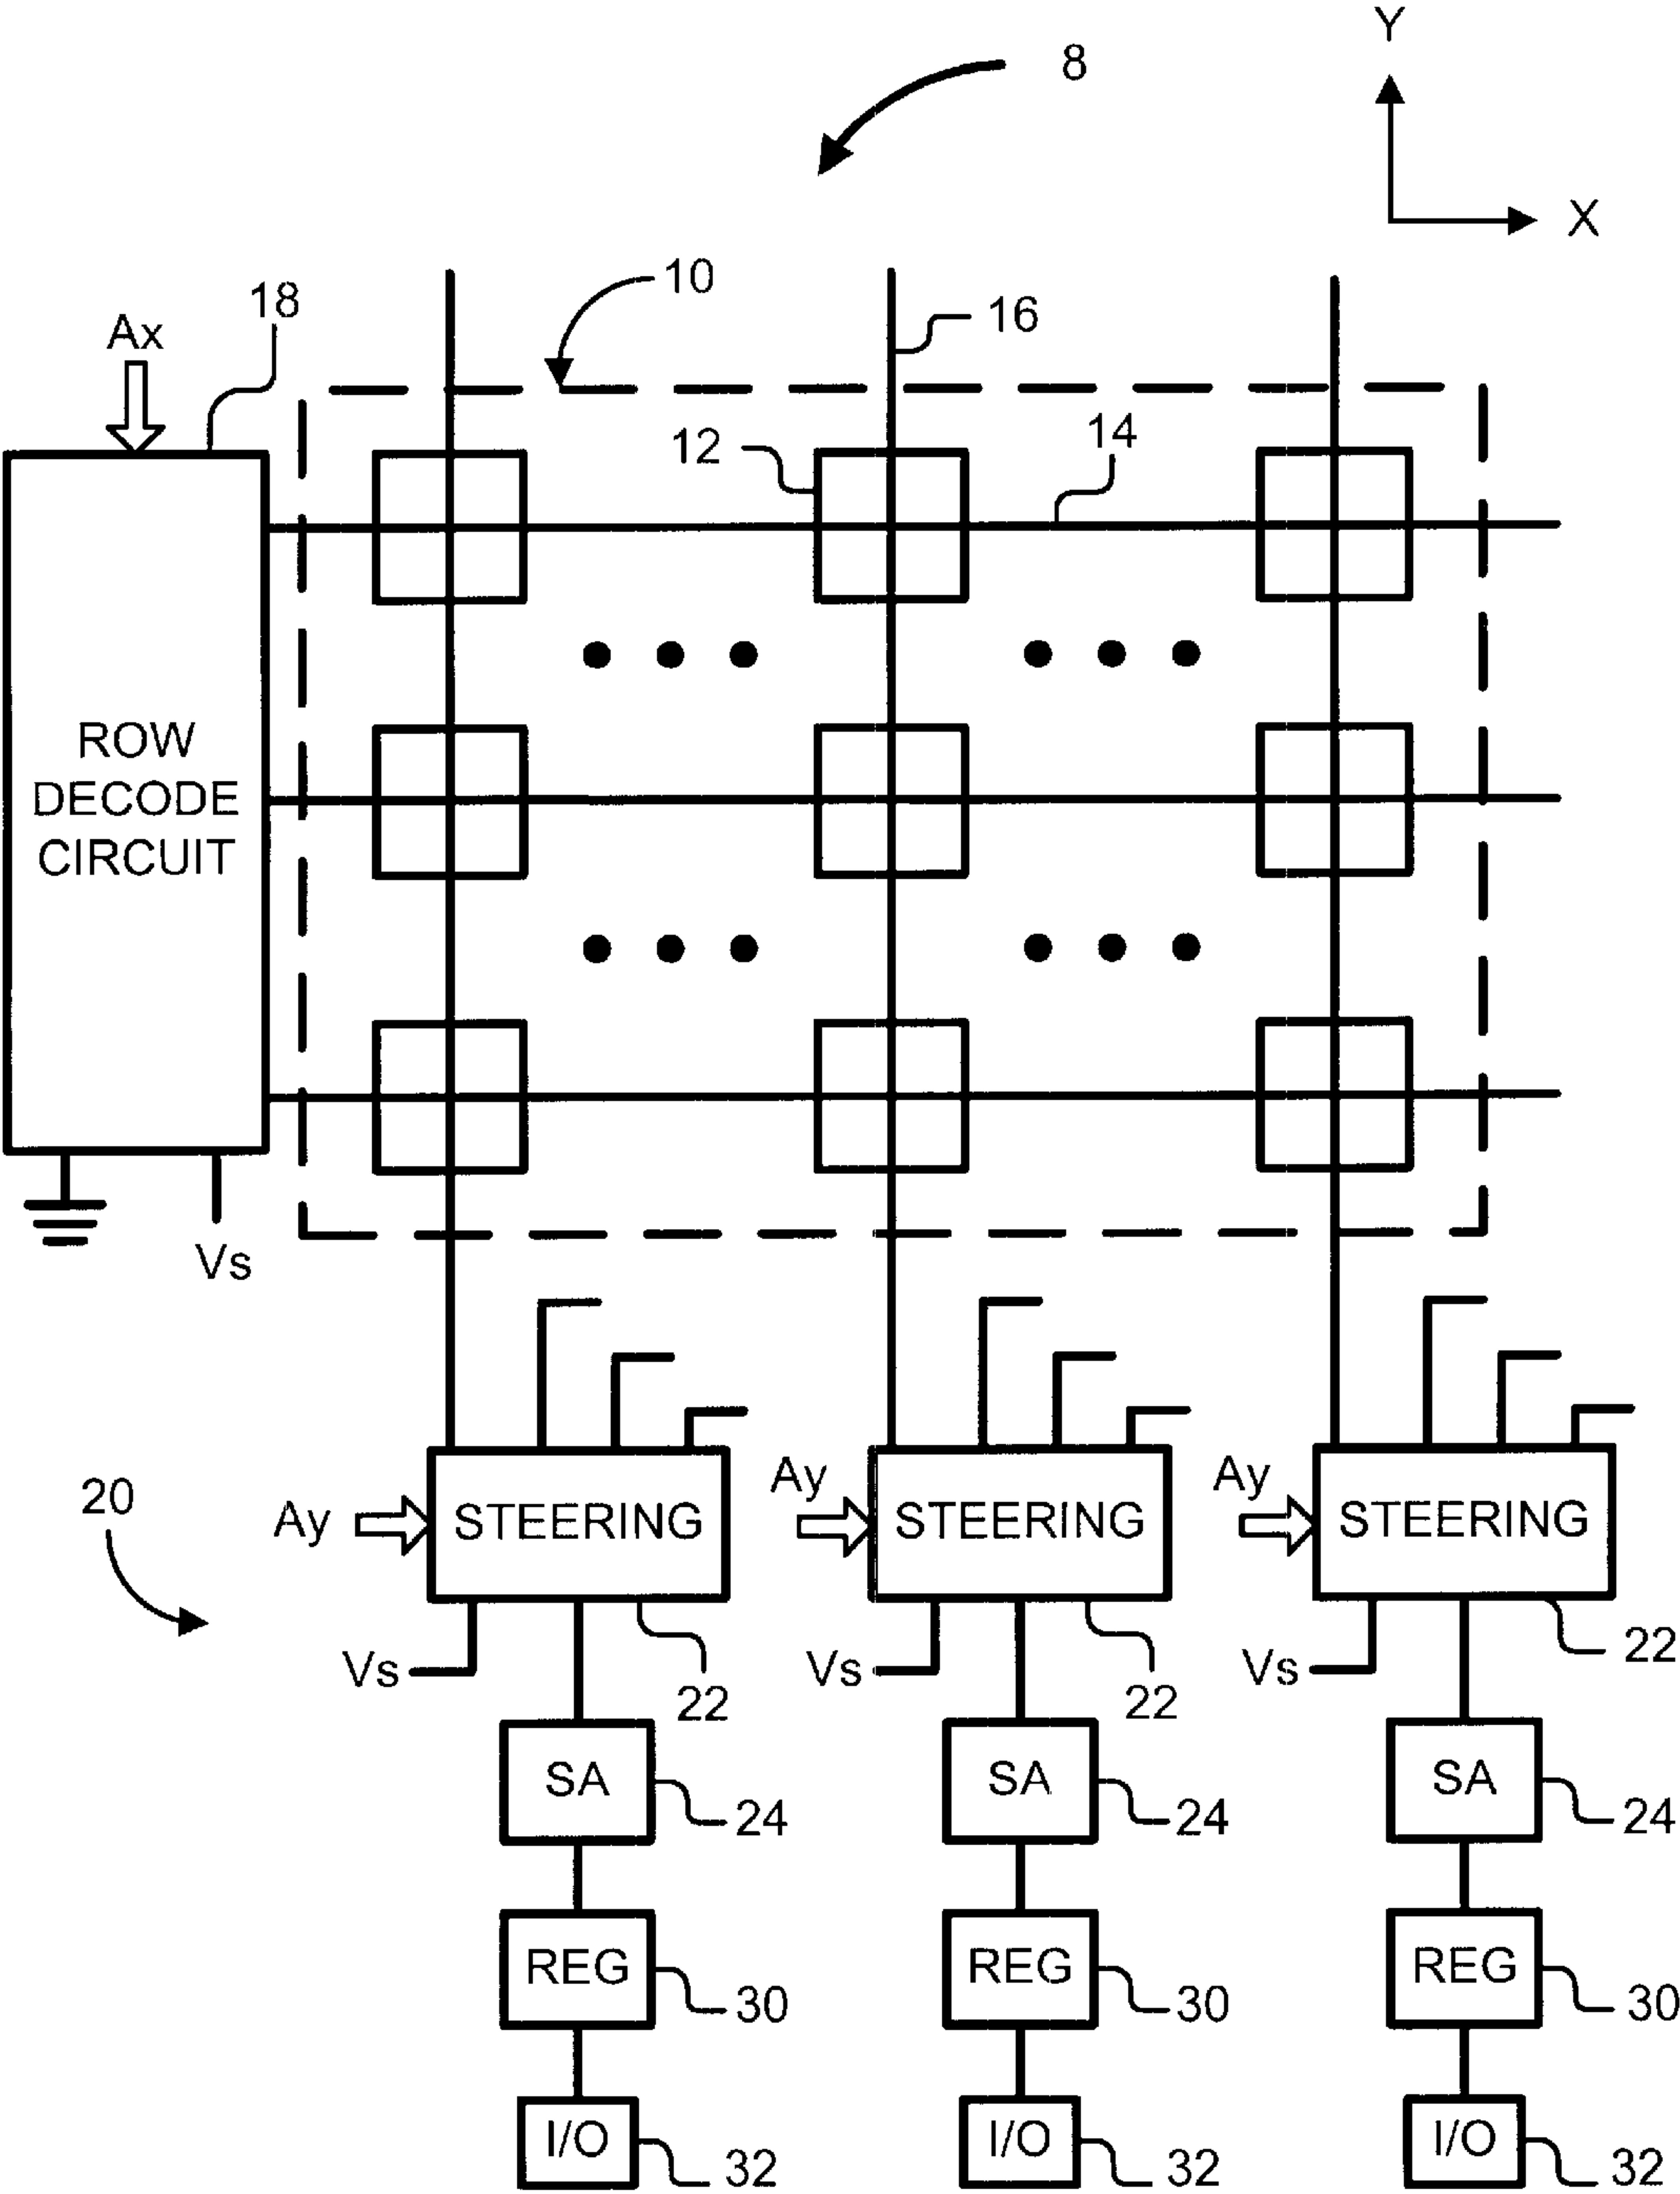 Y
8
X
10
18
16
Ax
14
12
ROW
DECODE
CIRCUIT
Vs
20
Ay
STEERING
Ay
STEERING
Ay
STEERING
Vs
22
Vs
22
Vs
22
SA
24
SA
24
SA
24
REG
30
REG
30
REG
30
I/O
32
I/O
32
I/O
32